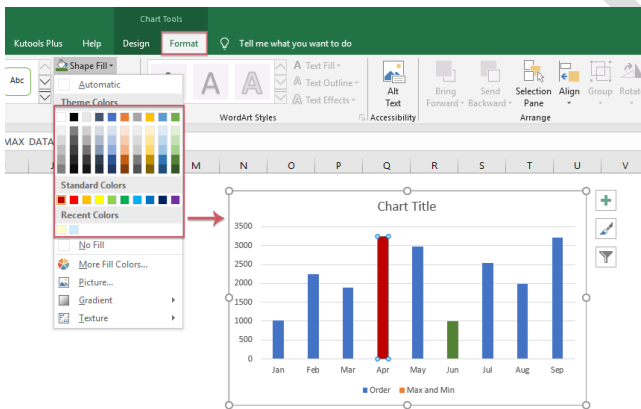 Chart Tools
Kutools Plus Help Design Format Tell me what you want to do
Abc
Shape Fill
Automatic
Theme Colors
Standard Colors
Recent Colors
No Fill
More Fill Colors...
Picture...
Gradient
Texture
A A
A Text Fill
A Text Outline
A Text Effects
WordArt Styles
Alt
Text
Accessibility
Bring
Forward
Send
Backward
Selection
Pane
Align
Group
Rotat
Arrange
MAX DATA
M N O P Q R S T U V
Chart Title
3500
3000
2500
2000
1500
1000
500
0
Jan Feb Mar Apr May Jun Jul Aug Sep
Order Max and Min